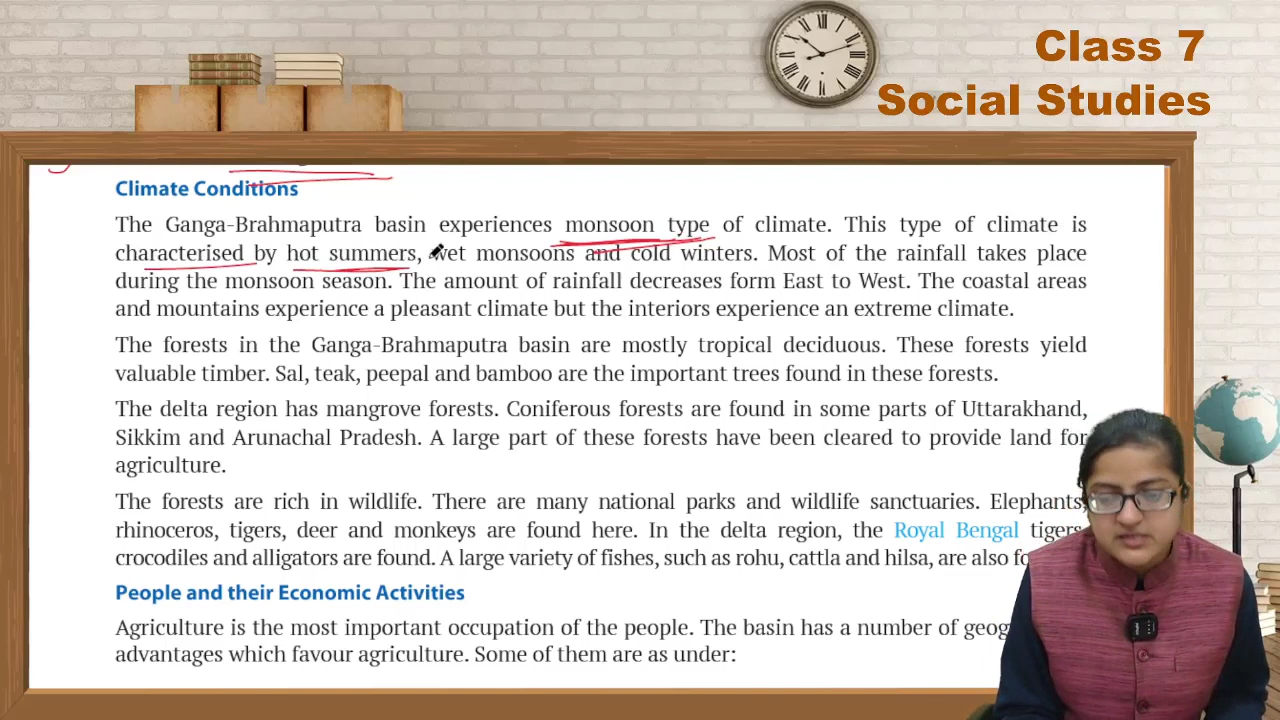 Class 7
Social Studies
Climate Conditions
The Ganga-Brahmaputra basin experiences monsoon type of climate. This type of climate is
characterised by hot summers, wet monsoons and cold winters. Most of the rainfall takes place
during the monsoon season. The amount of rainfall decreases form East to West. The coastal areas
and mountains experience a pleasant climate but the interiors experience an extreme climate.
The forests in the Ganga-Brahmaputra basin are mostly tropical deciduous. These forests yield
valuable timber. Sal, teak, peepal and bamboo are the important trees found in these forests.
The delta region has mangrove forests. Coniferous forests are found in some parts of Uttarakhand,
Sikkim and Arunachal Pradesh. A large part of these forests have been cleared to provide land for
agriculture.
The forests are rich in wildlife. There are many national parks and wildlife sanctuaries. Elephants,
rhinoceros, tigers, deer and monkeys are found here. In the delta region, the Royal Bengal tigers,
crocodiles and alligators are found. A large variety of fishes, such as rohu, cattla and hilsa, are also
People and their Economic Activities
Agriculture is the most important occupation of the people. The basin has a number of
advantages which favour agriculture. Some of them are as under: